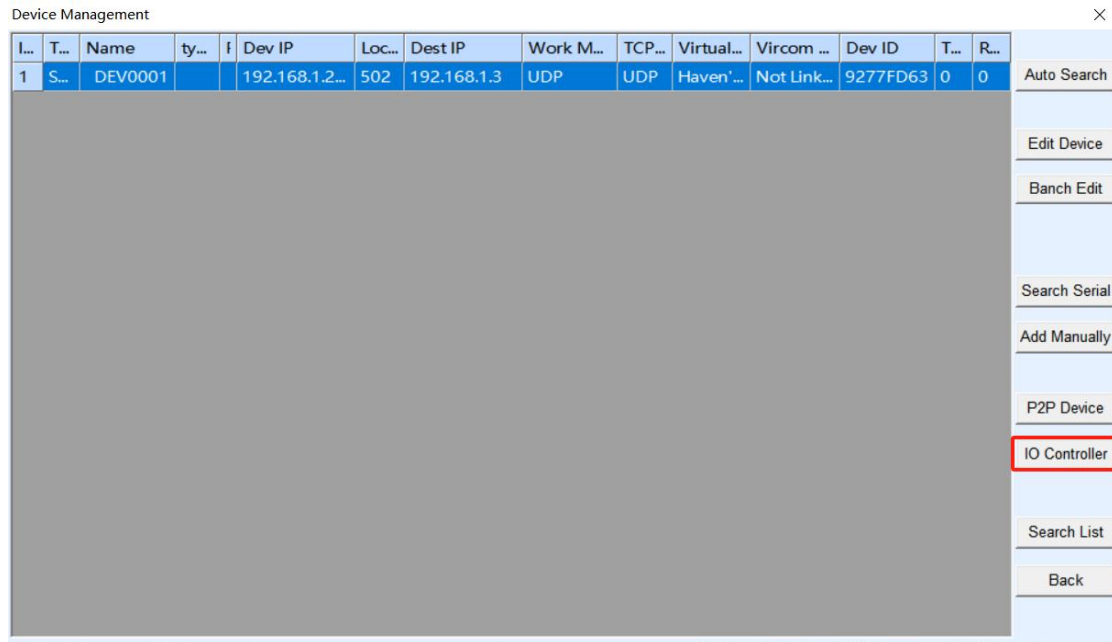 Device Management
I... T... Name ty... F Dev IP Loc... Dest IP Work M... TCP... Virtual... Vircom ... Dev ID T... R...
1 S... DEV0001 192.168.1.2... 502 192.168.1.3 UDP UDP Haven'... Not Link... 9277FD63 0 0
Auto Search
Edit Device
Banch Edit
Search Serial
Add Manually
P2P Device
IO Controller
Search List
Back